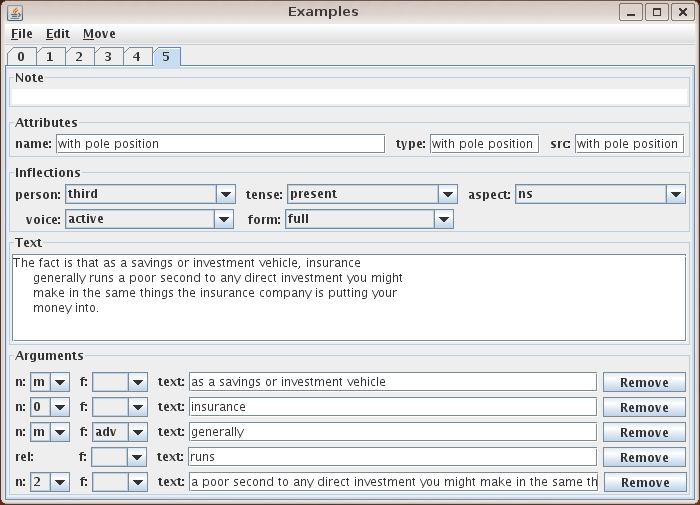 Examples
File Edit Move
0 1 2 3 4 5
Note
Attributes
name: with pole position type: with pole position src: with pole position
Inflections
person: third tense: present aspect: ns
voice: active form: full
Text
The fact is that as a savings or investment vehicle, insurance
generally runs a poor second to any direct investment you might
make in the same things the insurance company is putting your
money into.
Arguments
n: m f: text: as a savings or investment vehicle Remove
n: 0 f: text: insurance Remove
n: m f: adv text: generally Remove
rel: f: text: runs Remove
n: 2 f: text: a poor second to any direct investment you might make in the same th Remove